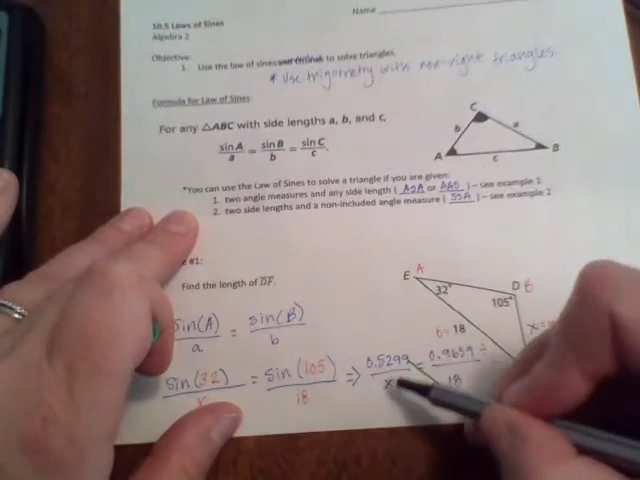 Name
10.5 Laws of Sines
Algebra 2
Objective:
1. Use the law of sines to solve triangles.
* Use trigometry with non-right triangles.
Formula for Law of Sines
For any △ABC with side lengths a, b, and c,
sin A / a = sin B / b = sin C / c.
C
b a
A c B
*You can use the Law of Sines to solve a triangle if you are given:
1. two angle measures and any side length ( ASA or AAS ) – see example 1
2. two side lengths and a non-included angle measure ( SSA ) – see example 2
#1:
Find the length of DF.
E A
32°
D B
105°
b= 18
x=
sin(A) / a = sin(B) / b
sin(32) / x = sin(105) / 18 ⇒ 0.5299 / x = 0.9659 ÷ / 18